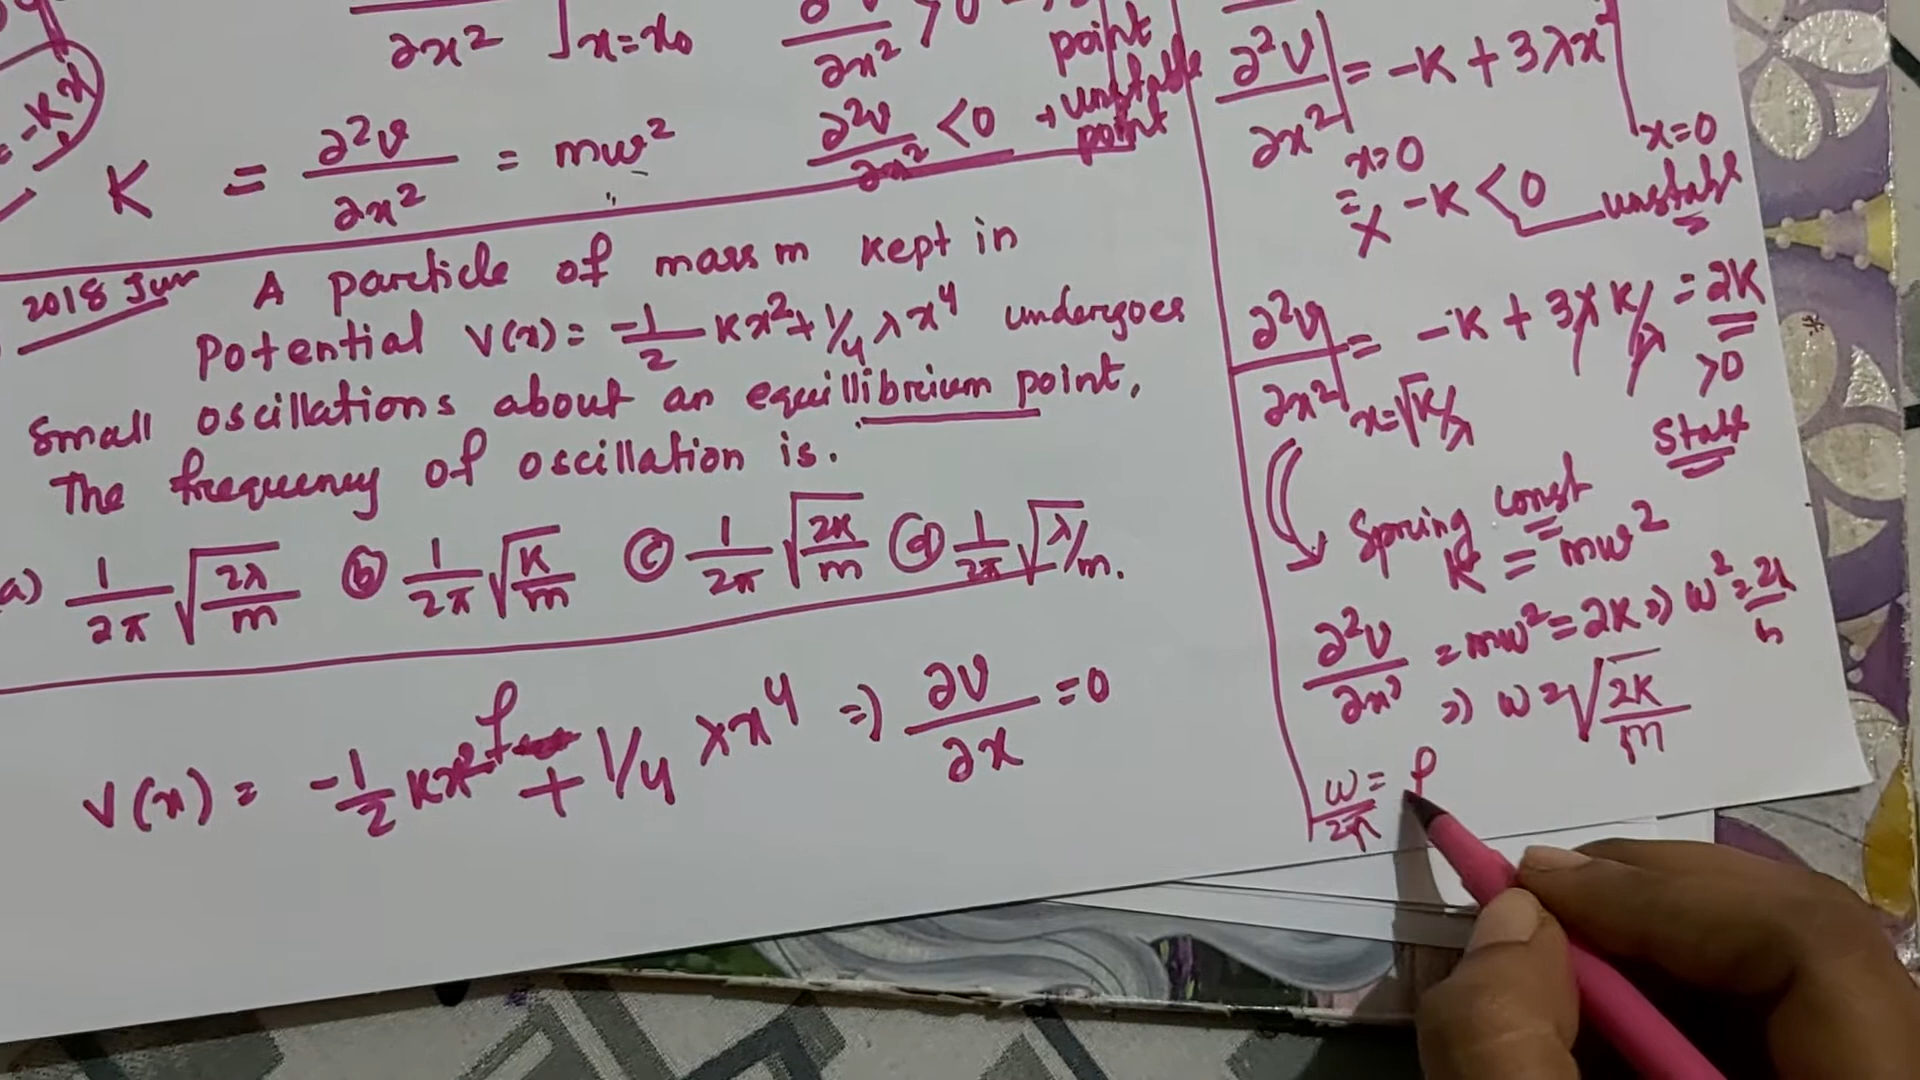 ∂x² ]x=x₀
∂²V/∂x² > 0
point
-Kx
K = ∂²V/∂x² = mω²
∂²V/∂x² < 0 → unstable
point
2018 Jun A particle of mass m kept in
Potential V(x) = -1/2 Kx² + 1/4 λx⁴ undergoes
Small oscillations about an equillibrium point,
The frequency of oscillation is.
a) 1/2π √(2λ/m) (b) 1/2π √(K/m) (c) 1/2π √(2K/m) (d) 1/2π √(λ/m).
V(x) = -1/2 Kx² + 1/4 λx⁴ ⇒ ∂V/∂x = 0
∂²V/∂x² | x=0 = -K + 3λx² | x=0
= -K < 0 unstable
∂²V/∂x² | x=√K/λ = -K + 3λ K/λ = 2K
>0
Stable
Spring const
K = mω²
∂²V/∂x² = mω² = 2K ⇒ ω² = 2K/m
⇒ ω = √(2K/m)
ω/2π =